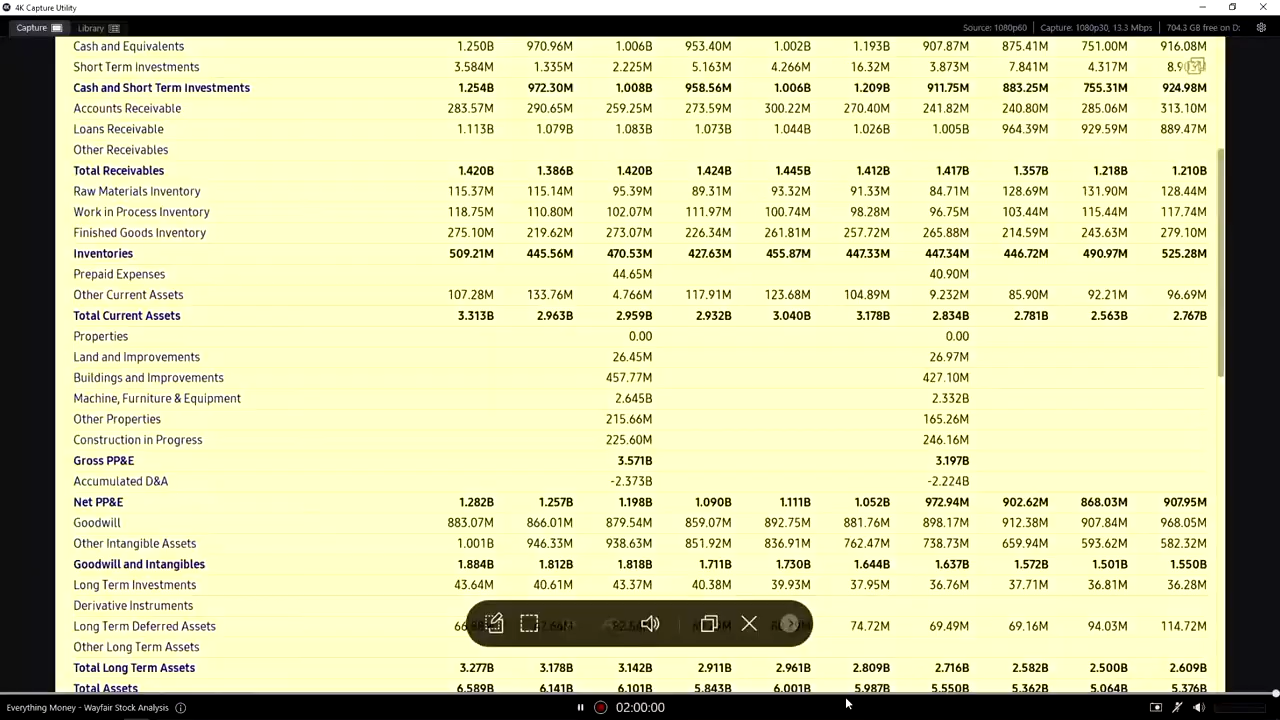 4K Capture Utility
Capture Library Source: 1080p60 Capture: 1080p30, 13.3 Mbps 704.3 GB free on D:
Cash and Equivalents 1.250B 970.96M 1.006B 953.40M 1.002B 1.193B 907.87M 875.41M 751.00M 916.08M
Short Term Investments 3.584M 1.335M 2.225M 5.163M 4.266M 16.32M 3.873M 7.841M 4.317M
Cash and Short Term Investments 1.254B 972.30M 1.008B 958.56M 1.006B 1.209B 911.75M 883.25M 755.31M 924.98M
Accounts Receivable 283.57M 290.65M 259.25M 273.59M 300.22M 270.40M 241.82M 240.80M 285.06M 313.10M
Loans Receivable 1.113B 1.079B 1.083B 1.073B 1.044B 1.026B 1.005B 964.39M 929.59M 889.47M
Other Receivables
Total Receivables 1.420B 1.386B 1.420B 1.424B 1.445B 1.412B 1.417B 1.357B 1.218B 1.210B
Raw Materials Inventory 115.37M 115.14M 95.39M 89.31M 93.32M 91.33M 84.71M 128.69M 131.90M 128.44M
Work in Process Inventory 118.75M 110.80M 102.07M 111.97M 100.74M 98.28M 96.75M 103.44M 115.44M 117.74M
Finished Goods Inventory 275.10M 219.62M 273.07M 226.34M 261.81M 257.72M 265.88M 214.59M 243.63M 279.10M
Inventories 509.21M 445.56M 470.53M 427.63M 455.87M 447.33M 447.34M 446.72M 490.97M 525.28M
Prepaid Expenses 44.65M 40.90M
Other Current Assets 107.28M 133.76M 4.766M 117.91M 123.68M 104.89M 9.232M 85.90M 92.21M 96.69M
Total Current Assets 3.313B 2.963B 2.959B 2.932B 3.040B 3.178B 2.834B 2.781B 2.563B 2.767B
Properties 0.00 0.00
Land and Improvements 26.45M 26.97M
Buildings and Improvements 457.77M 427.10M
Machine, Furniture & Equipment 2.645B 2.332B
Other Properties 215.66M 165.26M
Construction in Progress 225.60M 246.16M
Gross PP&E 3.571B 3.197B
Accumulated D&A -2.373B -2.224B
Net PP&E 1.282B 1.257B 1.198B 1.090B 1.111B 1.052B 972.94M 902.62M 868.03M 907.95M
Goodwill 883.07M 866.01M 879.54M 859.07M 892.75M 881.76M 898.17M 912.38M 907.84M 968.05M
Other Intangible Assets 1.001B 946.33M 938.63M 851.92M 836.91M 762.47M 738.73M 659.94M 593.62M 582.32M
Goodwill and Intangibles 1.884B 1.812B 1.818B 1.711B 1.730B 1.644B 1.637B 1.572B 1.501B 1.550B
Long Term Investments 43.64M 40.61M 43.37M 40.38M 39.93M 37.95M 36.76M 37.71M 36.81M 36.28M
Derivative Instruments
Long Term Deferred Assets 74.72M 69.49M 69.16M 94.03M 114.72M
Other Long Term Assets
Total Long Term Assets 3.277B 3.178B 3.142B 2.911B 2.961B 2.809B 2.716B 2.582B 2.500B 2.609B
Total Assets 6.589B 6.141B 6.101B 5.843B 6.001B 5.987B 5.550B 5.362B 5.064B 5.376B
Everything Money - Wayfair Stock Analysis 02:00:00